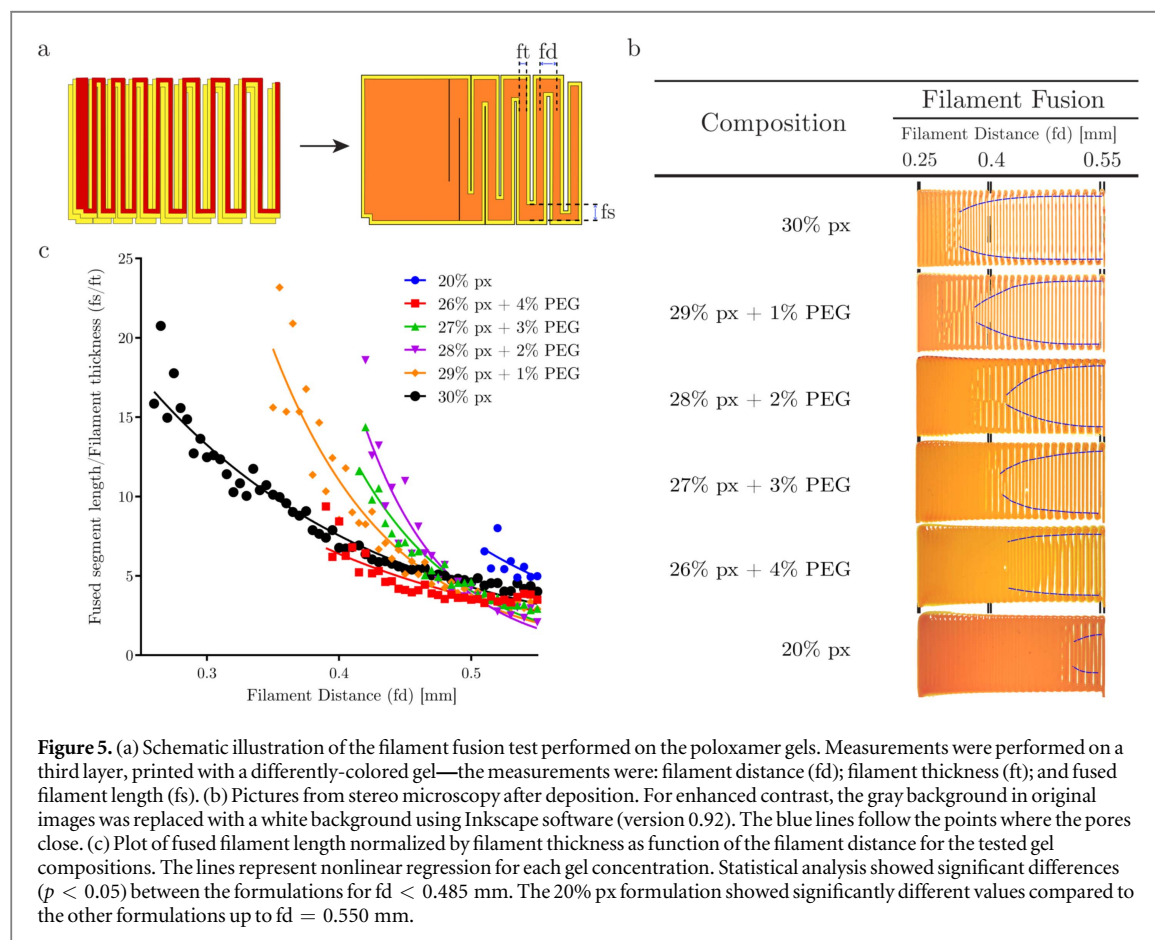 a
ft
fd
fs
b
Composition
Filament Fusion
Filament Distance (fd) [mm]
0.25
0.4
0.55
30% px
29% px + 1% PEG
28% px + 2% PEG
27% px + 3% PEG
26% px + 4% PEG
20% px
c
25
20
15
10
5
0
Fused segment length/Filament thickness (fs/ft)
20% px
26% px + 4% PEG
27% px + 3% PEG
28% px + 2% PEG
29% px + 1% PEG
30% px
0.3
0.4
0.5
Filament Distance (fd) [mm]
Figure 5. (a) Schematic illustration of the filament fusion test performed on the poloxamer gels. Measurements were performed on a
third layer, printed with a differently-colored gel—the measurements were: filament distance (fd); filament thickness (ft); and fused
filament length (fs). (b) Pictures from stereo microscopy after deposition. For enhanced contrast, the gray background in original
images was replaced with a white background using Inkscape software (version 0.92). The blue lines follow the points where the pores
close. (c) Plot of fused filament length normalized by filament thickness as function of the filament distance for the tested gel
compositions. The lines represent nonlinear regression for each gel concentration. Statistical analysis showed significant differences
(p < 0.05) between the formulations for fd < 0.485 mm. The 20% px formulation showed significantly different values compared to
the other formulations up to fd = 0.550 mm.